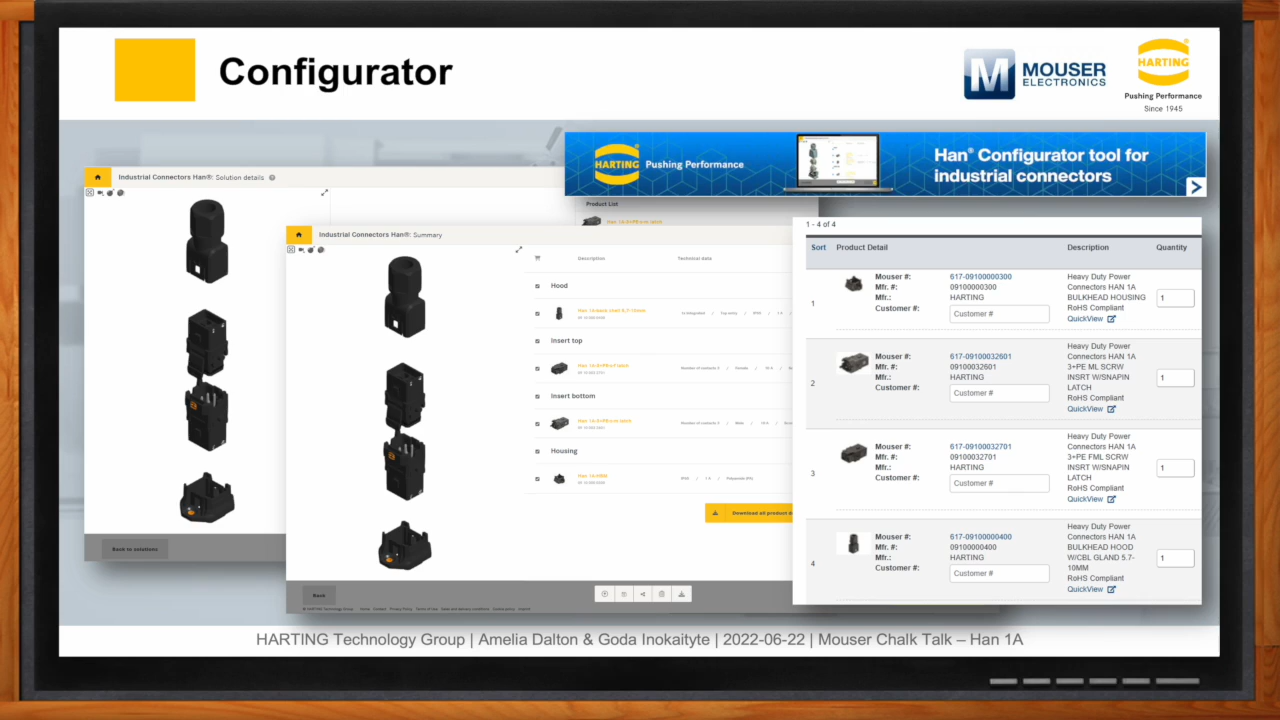 Configurator
M
MOUSER
ELECTRONICS
HARTING
Pushing Performance
Since 1945
HARTING
Pushing Performance
Han® Configurator tool for
industrial connectors
Industrial Connectors Han®: Solution details
Product List
Back to solutions
Industrial Connectors Han®: Summary
Description
Technical data
Hood
Insert top
Insert bottom
Housing
Download all product d
Back
1 - 4 of 4
Sort Product Detail Description Quantity
1
Mouser #: 617-09100000300
Mfr. #: 09100000300
Mfr.: HARTING
Customer #: Customer #
Heavy Duty Power
Connectors HAN 1A
BULKHEAD HOUSING
RoHS Compliant
QuickView
1
2
Mouser #: 617-09100032601
Mfr. #: 09100032601
Mfr.: HARTING
Customer #: Customer #
Heavy Duty Power
Connectors HAN 1A
3+PE ML SCRW
INSRT W/SNAPIN
LATCH
RoHS Compliant
QuickView
1
3
Mouser #: 617-09100032701
Mfr. #: 09100032701
Mfr.: HARTING
Customer #: Customer #
Heavy Duty Power
Connectors HAN 1A
3+PE FML SCRW
INSRT W/SNAPIN
LATCH
RoHS Compliant
QuickView
1
4
Mouser #: 617-09100000400
Mfr. #: 09100000400
Mfr.: HARTING
Customer #: Customer #
Heavy Duty Power
Connectors HAN 1A
BULKHEAD HOOD
W/CBL GLAND 5.7-
10MM
RoHS Compliant
QuickView
1
HARTING Technology Group | Amelia Dalton & Goda Inokaityte | 2022-06-22 | Mouser Chalk Talk – Han 1A